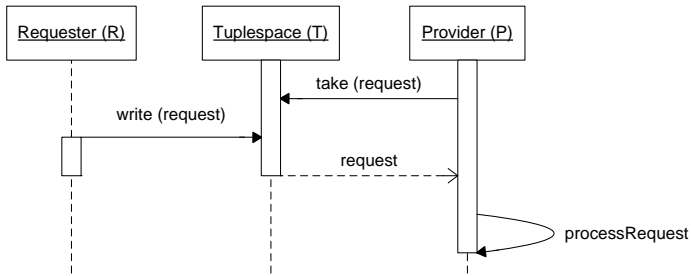 Requester (R)
Tuplespace (T)
Provider (P)
take (request)
write (request)
request
processRequest